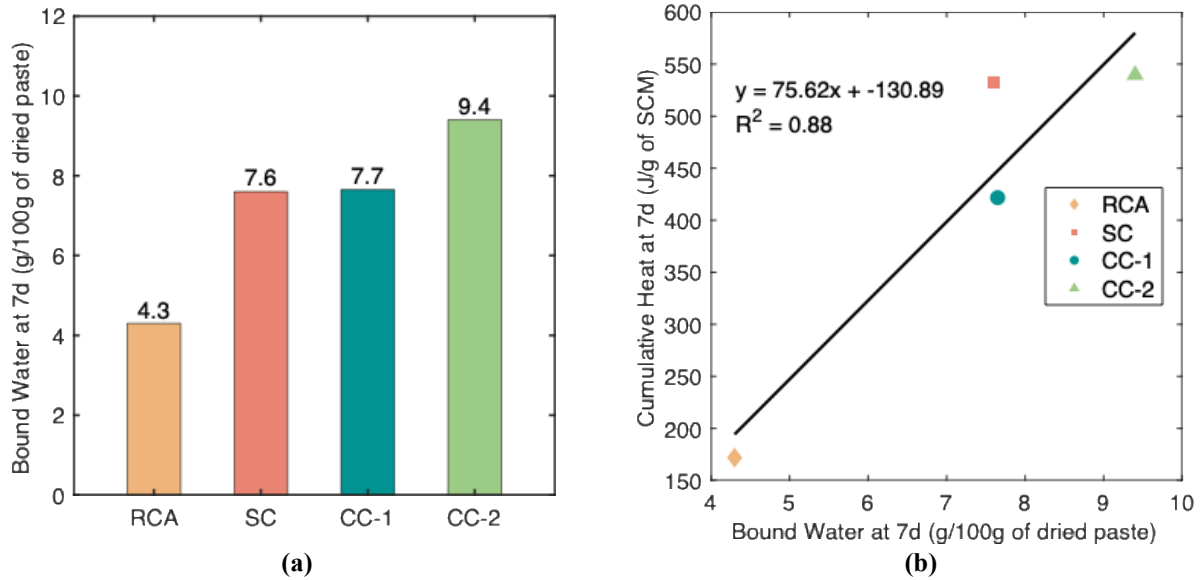 12
10
8
6
4
2
0
Bound Water at 7d (g/100g of dried paste)
4.3
7.6
7.7
9.4
RCA
SC
CC-1
CC-2
(a)
600
550
500
450
400
350
300
250
200
150
Cumulative Heat at 7d (J/g of SCM)
y = 75.62x + -130.89
R² = 0.88
RCA
SC
CC-1
CC-2
4
5
6
7
8
9
10
Bound Water at 7d (g/100g of dried paste)
(b)